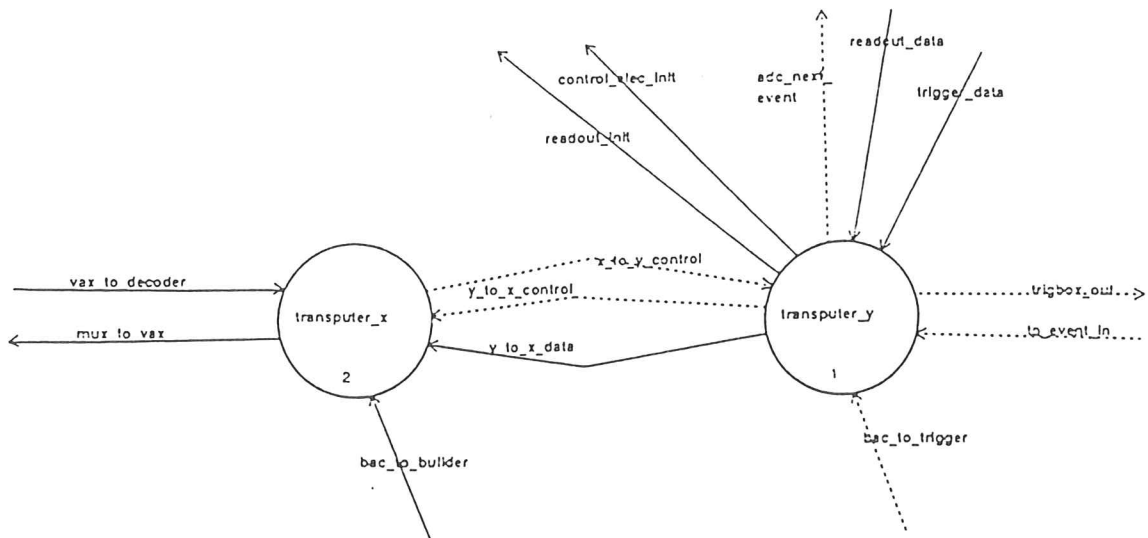 readout_data
control_elec_init
adc_next_
event
trigger_data
readout_init
x_to_y_control
vax_to_decoder
y_to_x_control
trigbox_out
transputer_x
transputer_y
mux_to_vax
to_event_in
y_to_x_data
2
1
bac_to_builder
bac_to_trigger